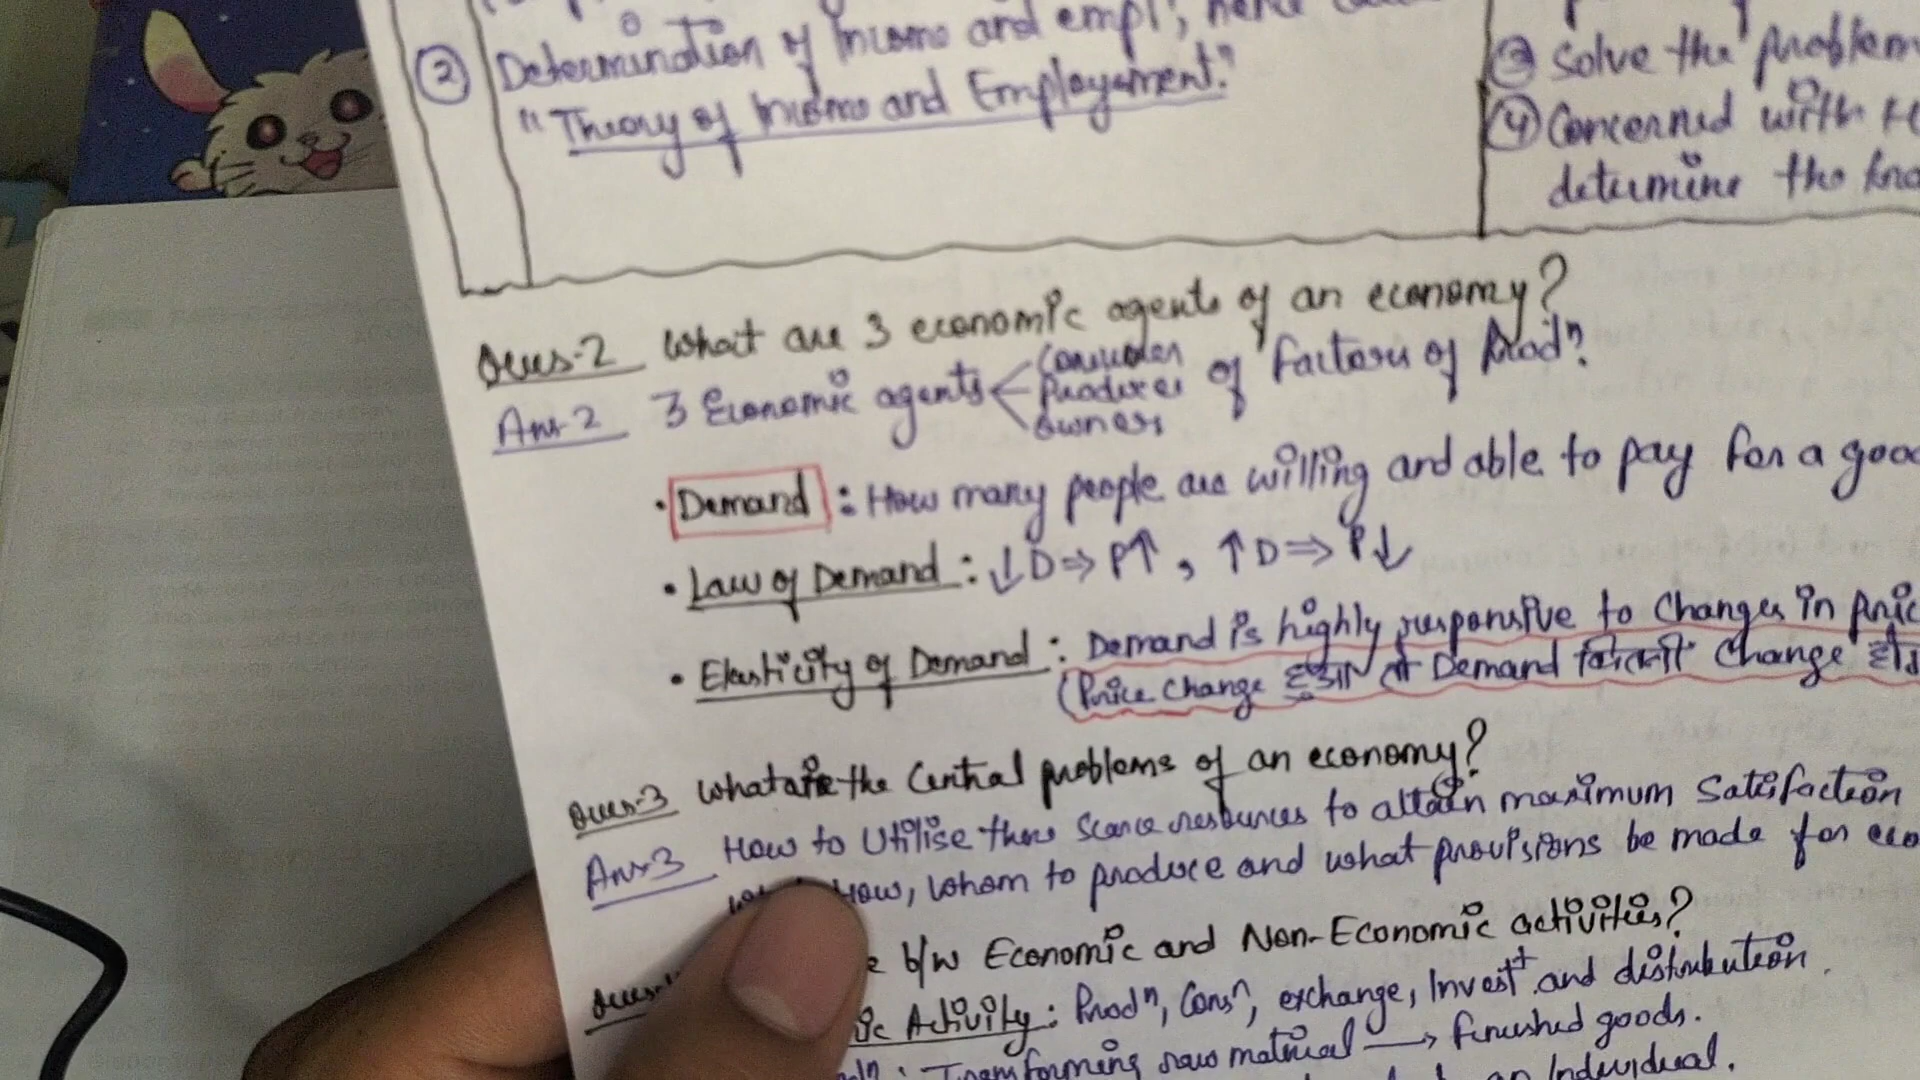 ② Determination of Income and empl', hence
"Theory of Income and Employement."
③ Solve the problem
④ Concerned with
determine the
Ques-2 What are 3 economic agents of an economy?
Ans-2 3 Economic agents < Consumer Producer owners of factors of Prodⁿ.
• Demand : How many people are willing and able to pay for a good
• Law of Demand : ↓D ⇒ P↑, ↑D ⇒ P↓
• Elasticity of Demand : Demand is highly responsive to Changes in Pric
(Price change हुआ तो Demand कितनी Change
Ques-3 What are the Central problems of an economy?
Ans-3 How to Utilise these Scarce resources to attain maximum Satisfaction
How, whom to produce and what provisions be made for eco
b/w Economic and Non-Economic activities?
ic Activity : Prodⁿ, Consⁿ, exchange, Invest⁺ and distribution.
Transforming raw material → finished goods.
an Individual.